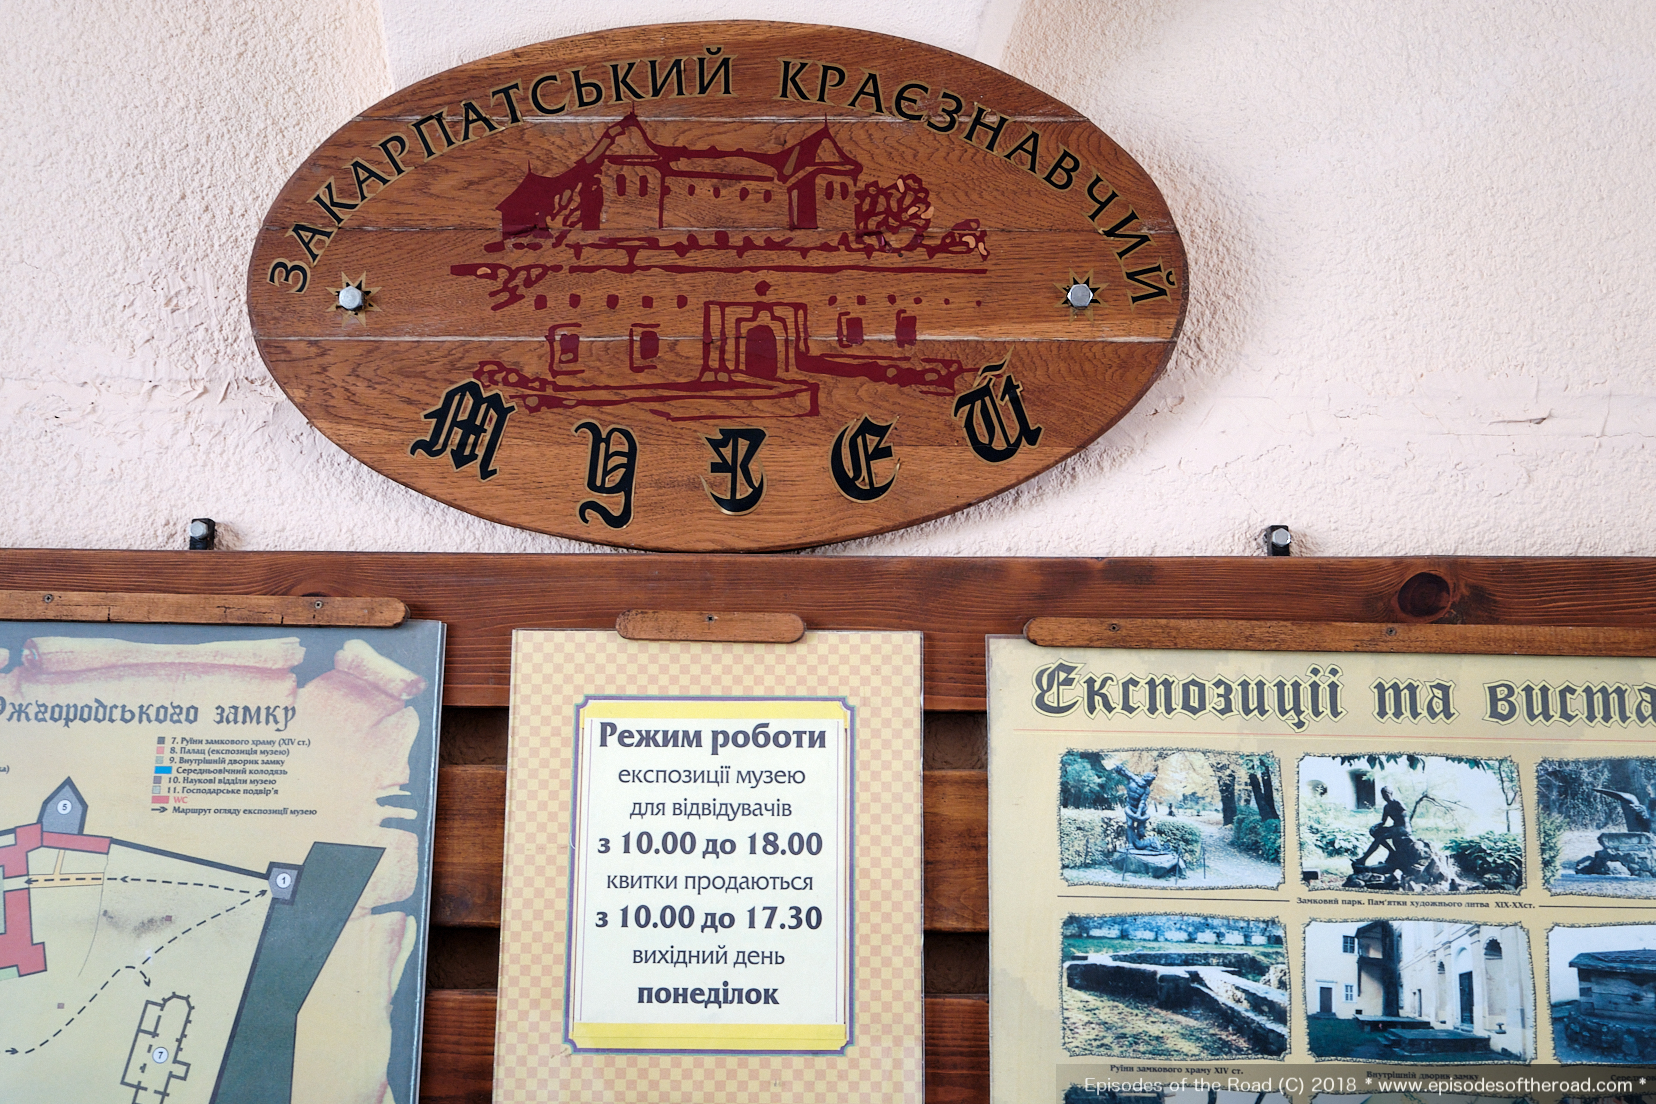 ЗАКАРПАТСЬКИЙ КРАЄЗНАВЧИЙ
МУЗЕЙ
Ужгородського замку
7. Руїни замкового храму (XIV ст.)
8. Палац (експозиція музею)
9. Внутрішній дворик замку
Середньовічний колодязь
10. Наукові відділи музею
11. Господарське подвір'я
WC
Маршрут огляду експозиції музею
5
1
7
Режим роботи
експозиції музею
для відвідувачів
з 10.00 до 18.00
квитки продаються
з 10.00 до 17.30
вихідний день
понеділок
Експозиції та виста
Замковий парк. Пам'ятки художнього литва XIX-XXст.
Руїни замкового храму XIV ст.
Внутрішній дворик замку
Episodes of the Road (C) 2018 * www.episodesoftheroad.com *